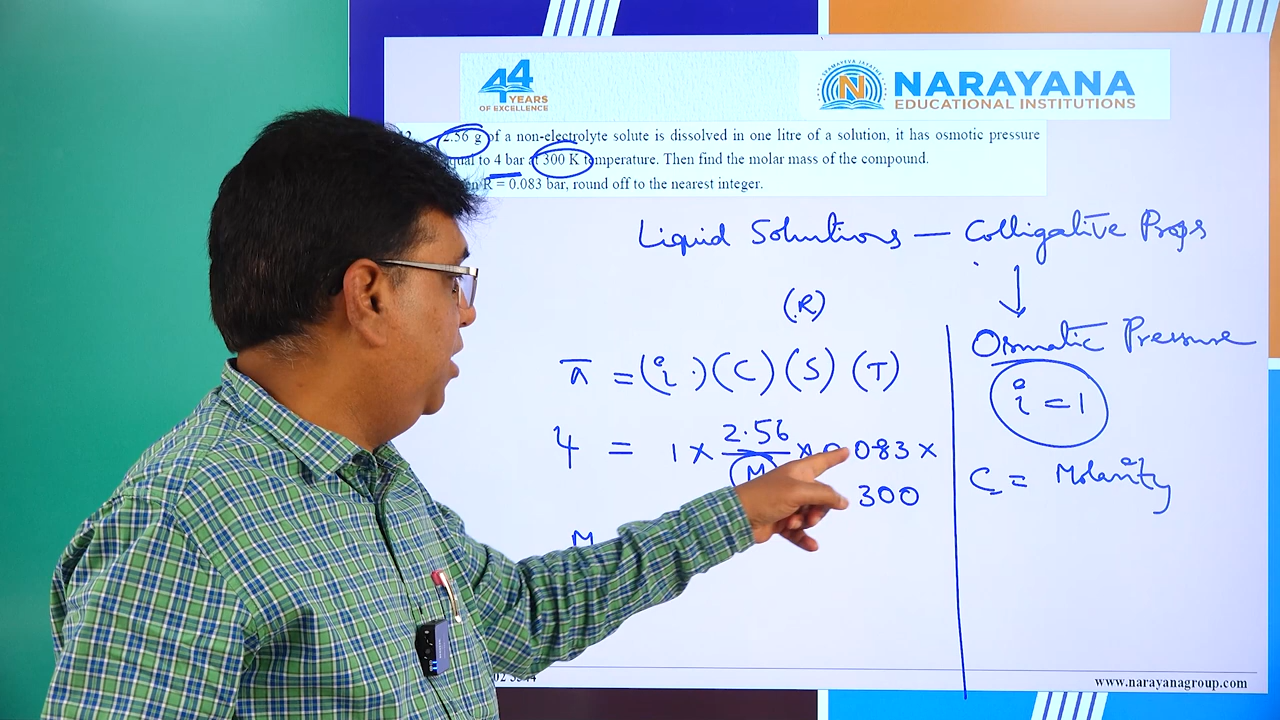 44 YEARS
OF EXCELLENCE
SAMAYEVA JAYATHE
N
NARAYANA
EDUCATIONAL INSTITUTIONS
2.56 g of a non-electrolyte solute is dissolved in one litre of a solution, it has osmotic pressure
equal to 4 bar at 300 K temperature. Then find the molar mass of the compound.
R = 0.083 bar, round off to the nearest integer.
Liquid Solutions — Colligative Props
(R)
π = (i.)(C)(S)(T)
4 = 1 × 2.56 / M × 0.083 ×
300
M
↓
Osmatic Pressure
i = 1
C = Molarity
www.narayanagroup.com